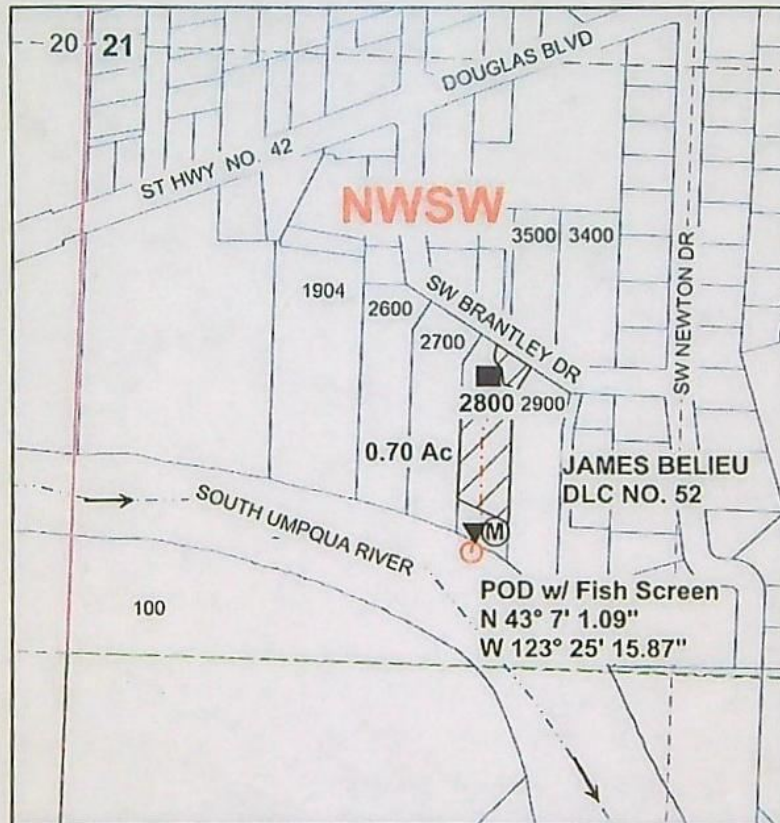 20 21
DOUGLAS BLVD
ST HWY NO. 42
NWSW
3500 3400
1904
2600
SW BRANTLEY DR
SW NEWTON DR
2700
2800 2900
0.70 Ac
JAMES BELIEU
DLC NO. 52
SOUTH UMPQUA RIVER
M
POD w/ Fish Screen
N 43° 7' 1.09"
W 123° 25' 15.87"
100